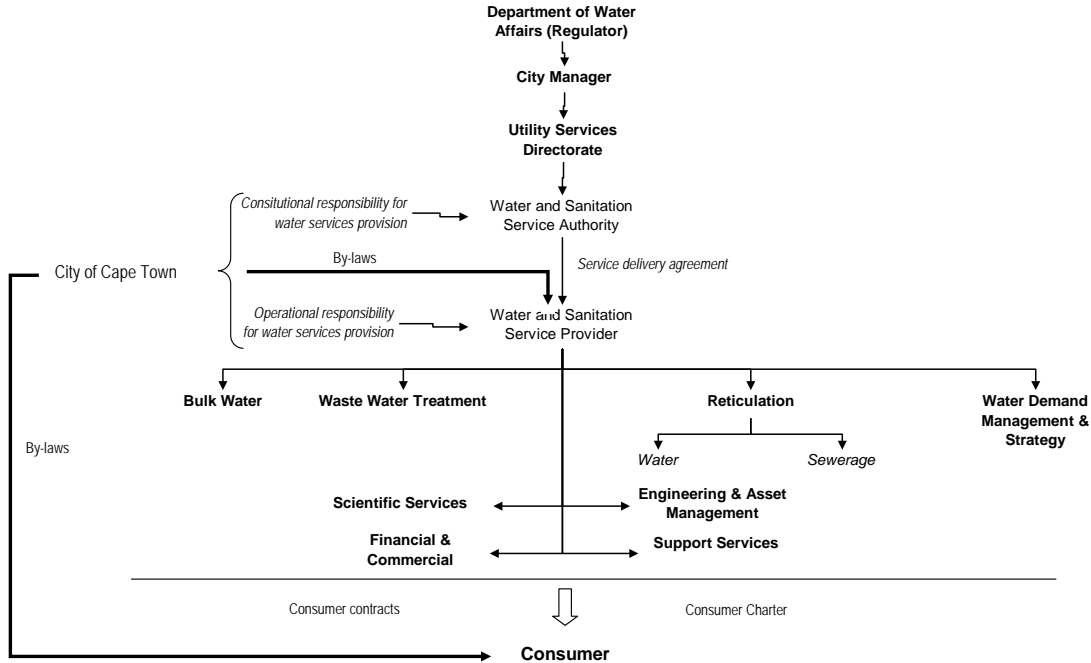 Department of Water
Affairs (Regulator)
City Manager
Utility Services
Directorate
Consitutional responsibility for
water services provision
Water and Sanitation
Service Authority
By-laws
Service delivery agreement
City of Cape Town
Operational responsibility
for water services provision
Water and Sanitation
Service Provider
Bulk Water
Waste Water Treatment
Reticulation
Water Demand
Management &
Strategy
By-laws
Water
Sewerage
Scientific Services
Engineering & Asset
Management
Financial &
Commercial
Support Services
Consumer contracts
Consumer Charter
Consumer